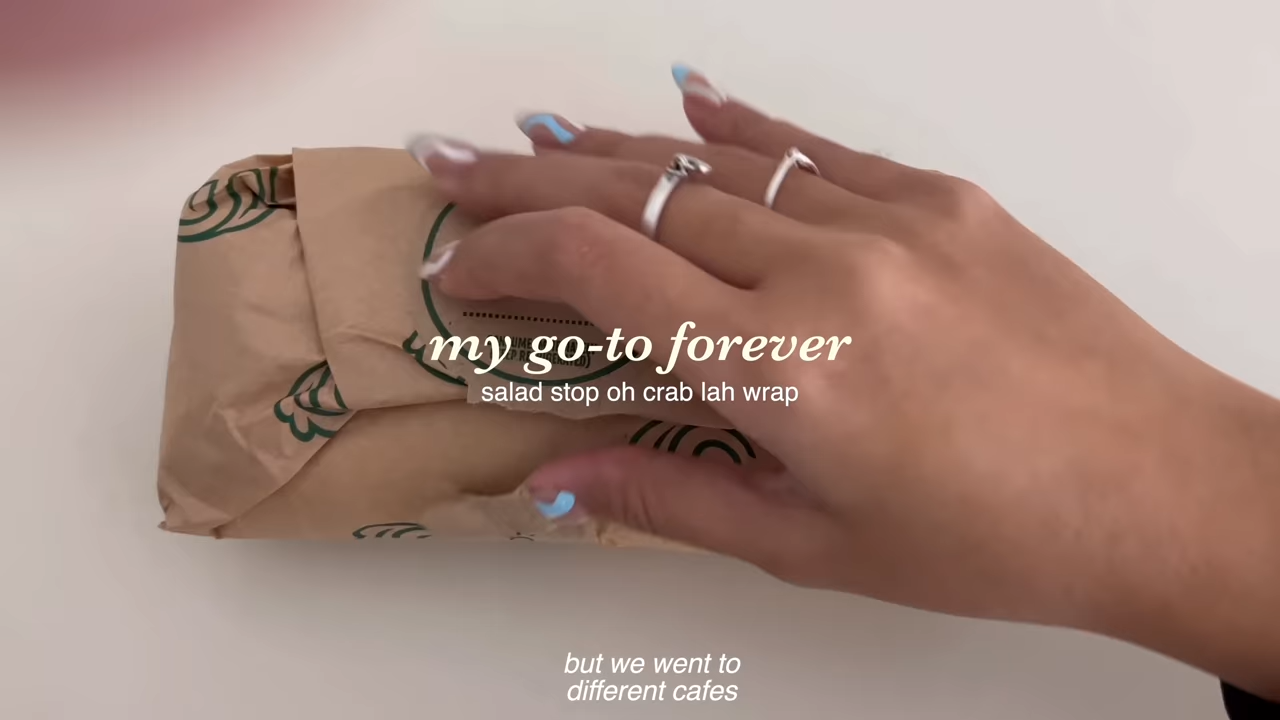 my go-to forever
salad stop oh crab lah wrap
but we went to
different cafes